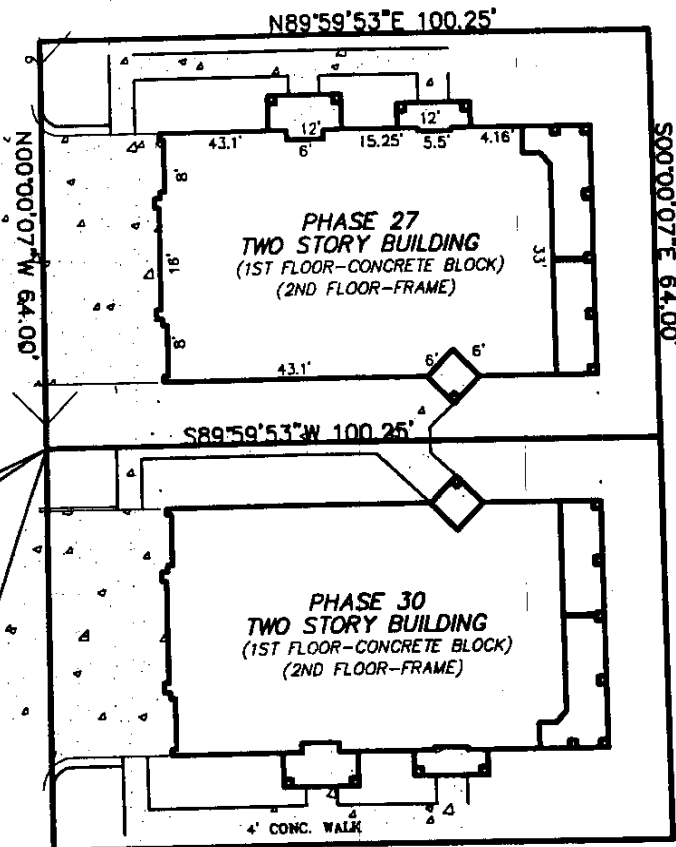 N89°59'53"E 100.25'
12'
12'
43.1'
6'
15.25'
5.5'
4.16'
N00°00'07"W 64.00'
S00°00'07"E 64.00'
8'
16'
8'
33'
PHASE 27
TWO STORY BUILDING
(1ST FLOOR-CONCRETE BLOCK)
(2ND FLOOR-FRAME)
43.1'
6'
6'
S89°59'53"W 100.25'
PHASE 30
TWO STORY BUILDING
(1ST FLOOR-CONCRETE BLOCK)
(2ND FLOOR-FRAME)
4' CONC. WALK